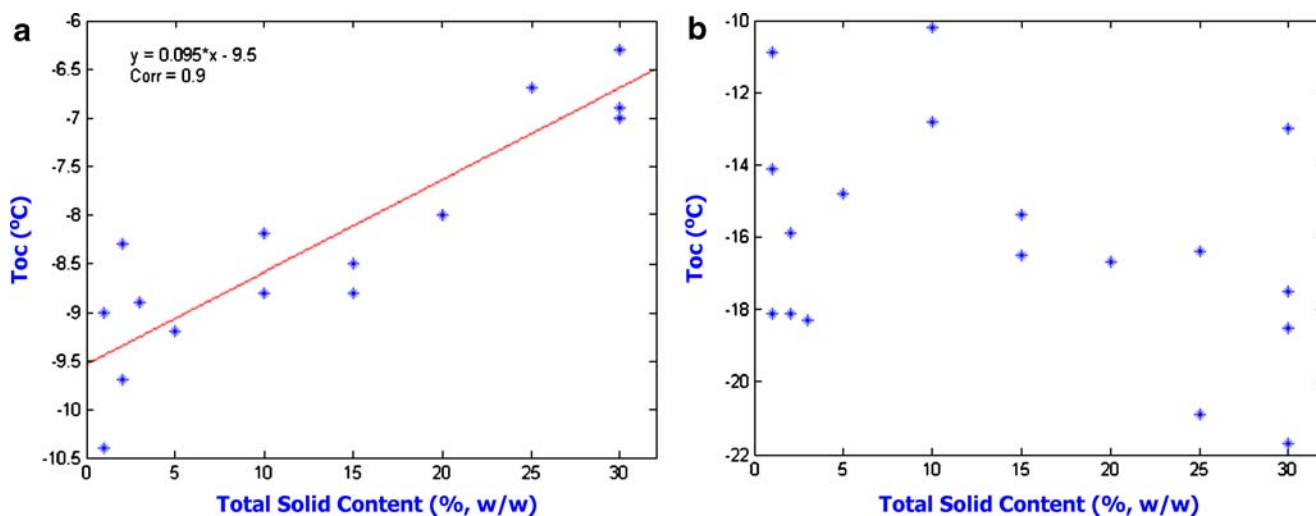 a
y = 0.095*x - 9.5
Corr = 0.9
-6
-6.5
-7
-7.5
-8
-8.5
-9
-9.5
-10
-10.5
Toc (ºC)
0 5 10 15 20 25 30
Total Solid Content (%, w/w)
b
-10
-12
-14
-16
-18
-20
-22
Toc (ºC)
0 5 10 15 20 25 30
Total Solid Content (%, w/w)